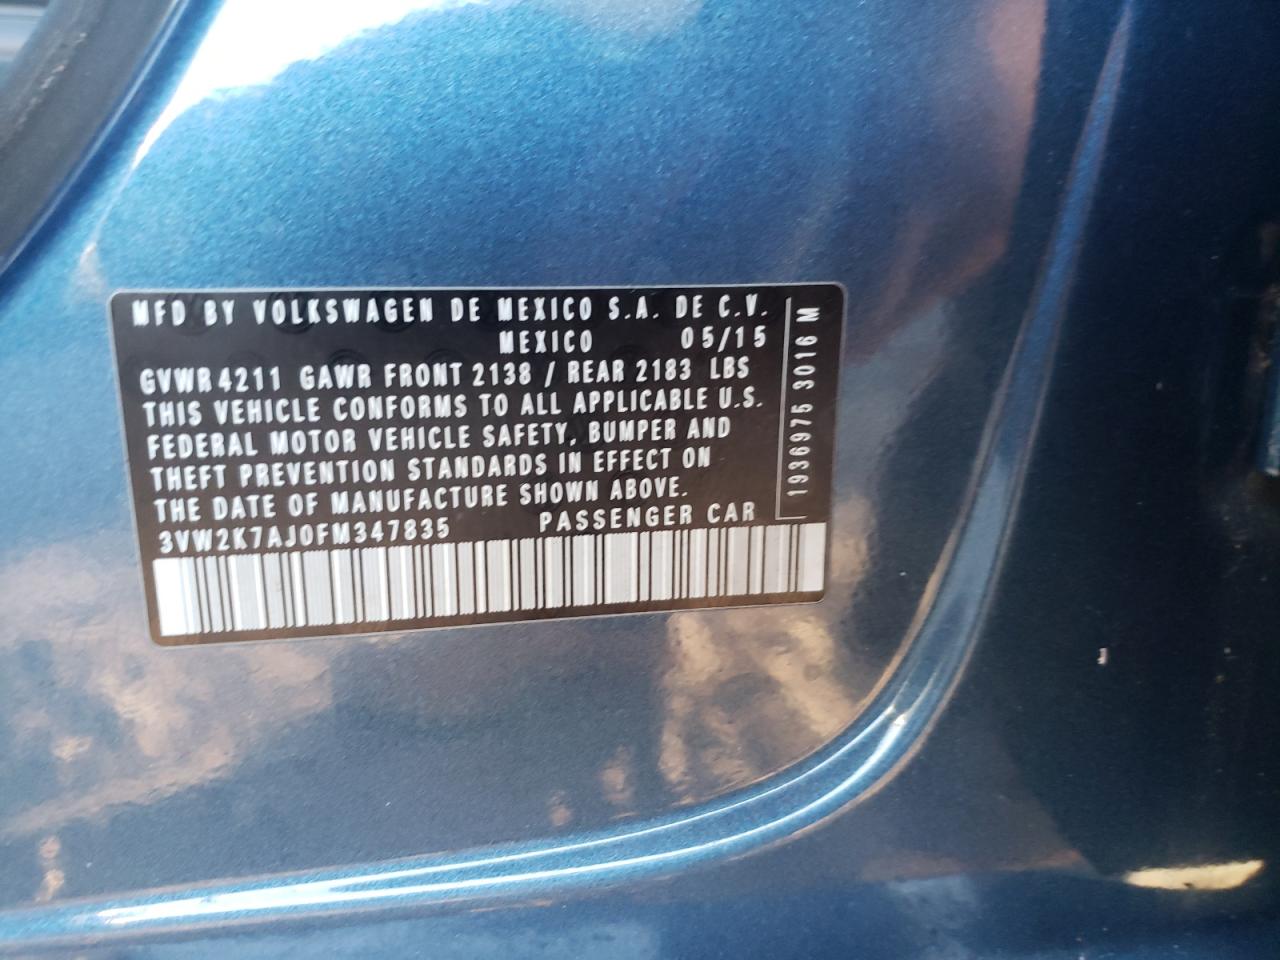 MFD BY VOLKSWAGEN DE MEXICO S.A. DE C.V.
MEXICO 05/15
GVWR 4211 GAWR FRONT 2138 / REAR 2183 LBS
THIS VEHICLE CONFORMS TO ALL APPLICABLE U.S.
FEDERAL MOTOR VEHICLE SAFETY, BUMPER AND
THEFT PREVENTION STANDARDS IN EFFECT ON
THE DATE OF MANUFACTURE SHOWN ABOVE.
3VW2K7AJ0FM347835 PASSENGER CAR
1936975 3016 M